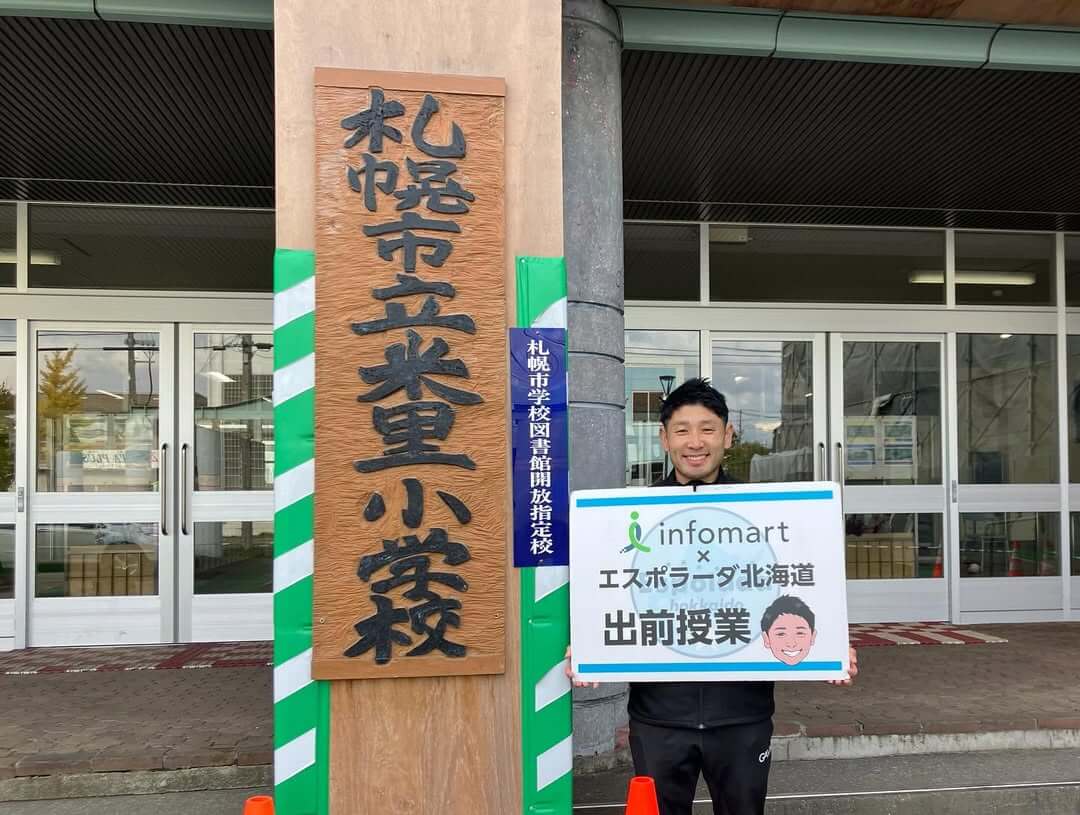 札幌市立米里小学校
札幌市学校図書館開放指定校
infomart
×
エスポラーダ北海道
hokkaido
出前授業